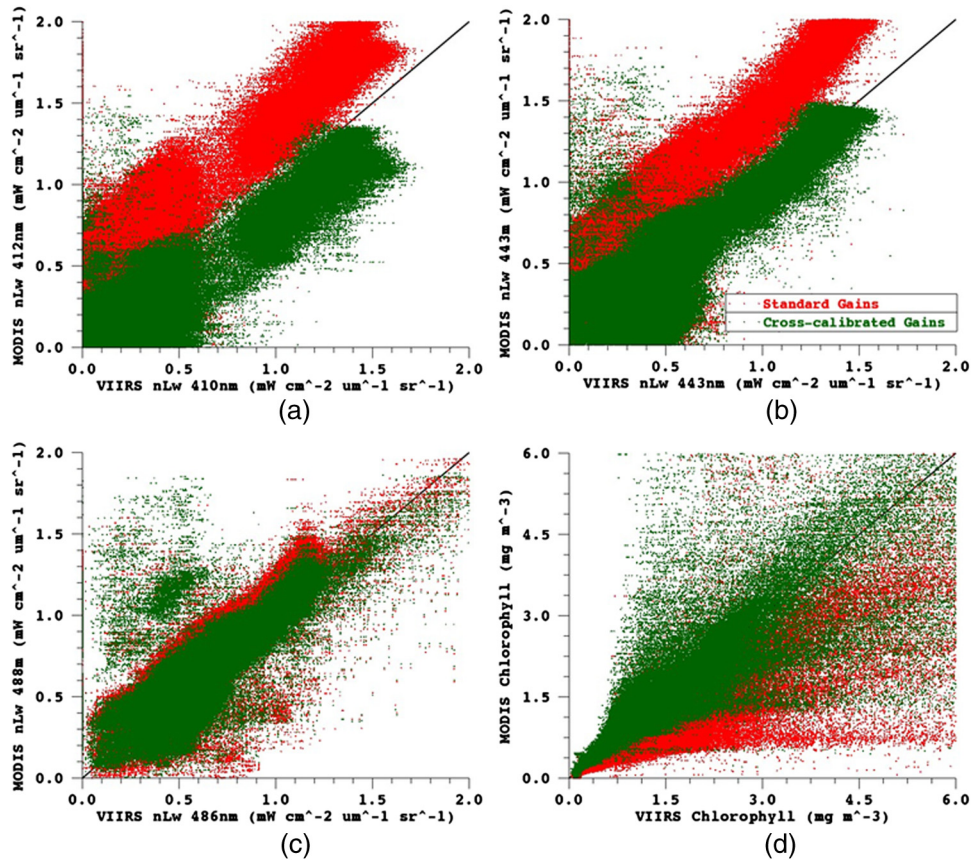 2.0
1.5
1.0
0.5
0.0
MODIS nLw 412nm (mW cm^-2 um^-1 sr^-1)
0.0 0.5 1.0 1.5 2.0
VIIRS nLw 410nm (mW cm^-2 um^-1 sr^-1)
(a)
2.0
1.5
1.0
0.5
0.0
MODIS nLw 443m (mW cm^-2 um^-1 sr^-1)
Standard Gains
Cross-calibrated Gains
0.0 0.5 1.0 1.5 2.0
VIIRS nLw 443nm (mW cm^-2 um^-1 sr^-1)
(b)
2.0
1.5
1.0
0.5
0.0
MODIS nLw 488m (mW cm^-2 um^-1 sr^-1)
0.0 0.5 1.0 1.5 2.0
VIIRS nLw 486nm (mW cm^-2 um^-1 sr^-1)
(c)
6.0
4.5
3.0
1.5
0.0
MODIS Chlorophyll (mg m^-3)
0.0 1.5 3.0 4.5 6.0
VIIRS Chlorophyll (mg m^-3)
(d)